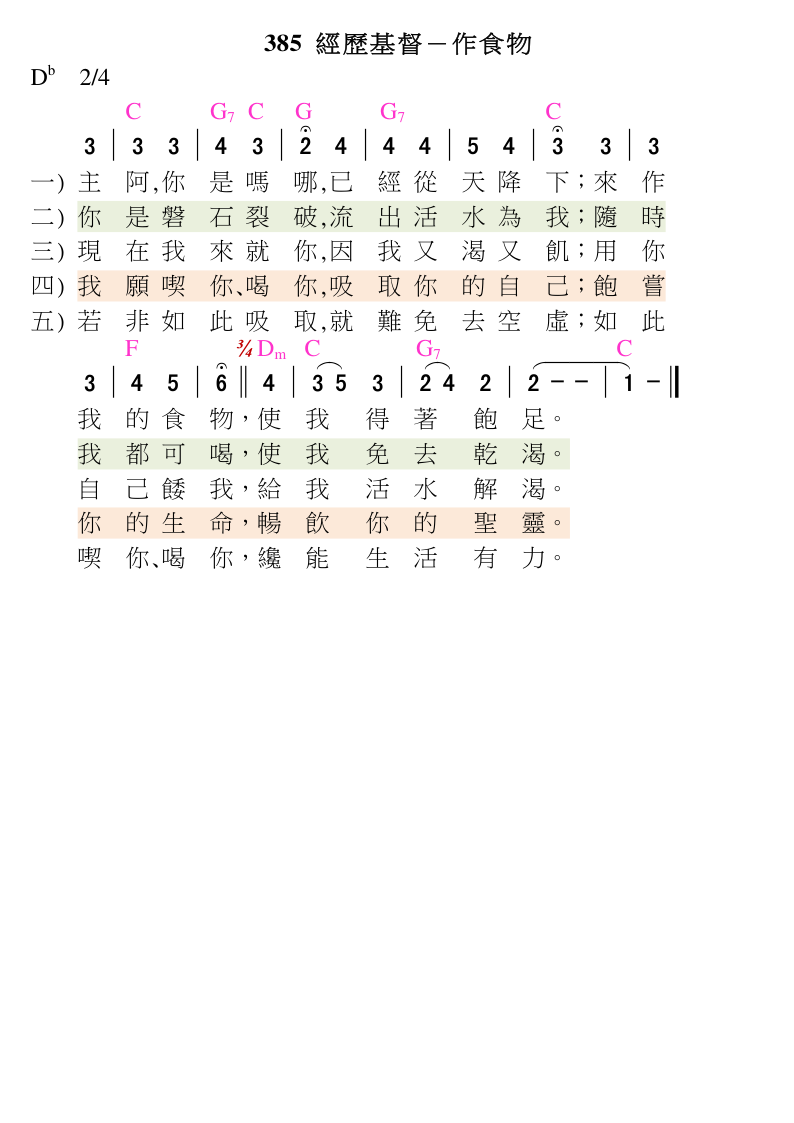 385 經歷基督－作食物
Dᵇ 2/4
C G₇ C G G₇ C
3 | 3 3 | 4 3 | 2 4 | 4 4 | 5 4 | 3 3 | 3
一) 主 阿,你 是 嗎 哪,已 經 從 天 降 下；來 作
二) 你 是 磐 石 裂 破,流 出 活 水 為 我；隨 時
三) 現 在 我 來 就 你,因 我 又 渴 又 飢；用 你
四) 我 願 喫 你、喝 你,吸 取 你 的 自 己；飽 嘗
五) 若 非 如 此 吸 取,就 難 免 去 空 虛；如 此
F ¾ Dₘ C G₇ C
3 | 4 5 | 6 || 4 | 3 5 3 | 2 4 2 | 2 － － | 1 － ||
我 的 食 物，使 我 得 著 飽 足。
我 都 可 喝，使 我 免 去 乾 渴。
自 己 餧 我，給 我 活 水 解 渴。
你 的 生 命，暢 飲 你 的 聖 靈。
喫 你、喝 你，纔 能 生 活 有 力。